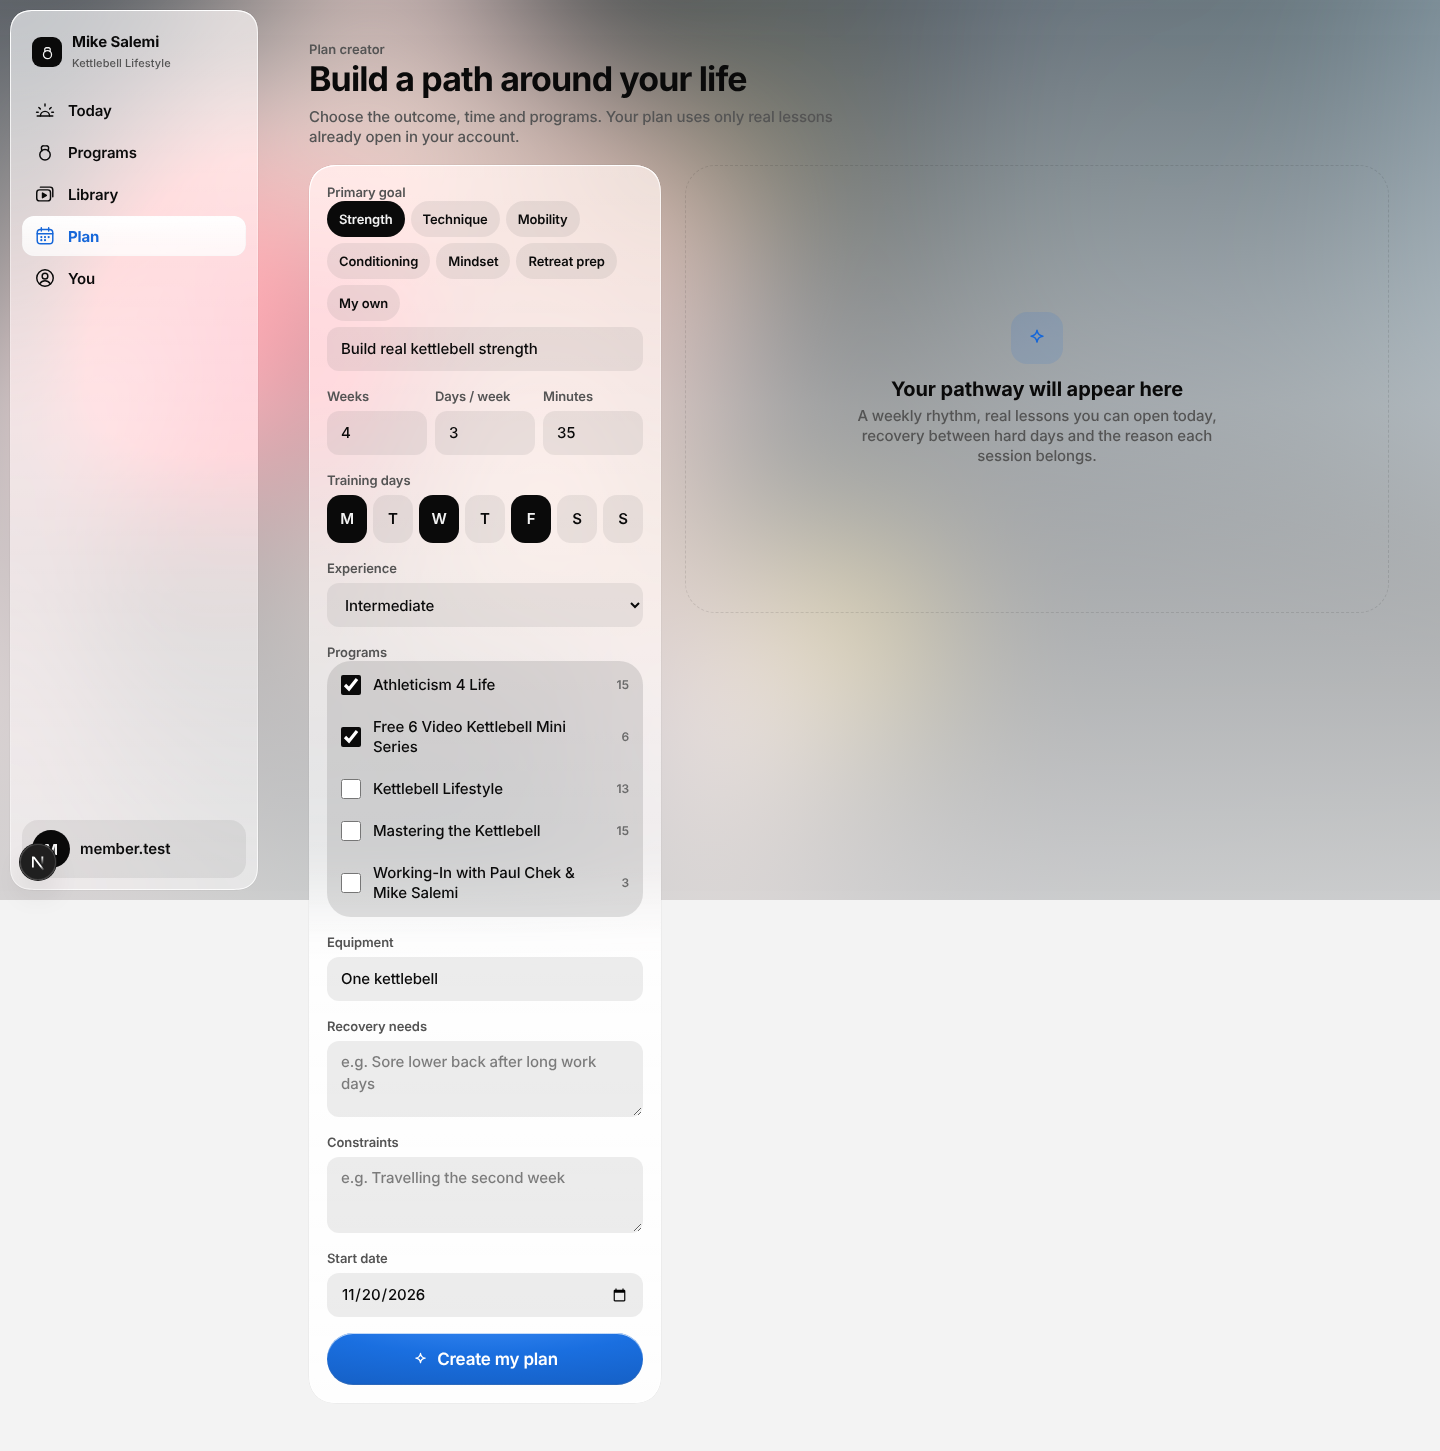 Mike Salemi
Kettlebell Lifestyle
Today
Programs
Library
Plan
You
M
member.test
N
Plan creator
Build a path around your life
Choose the outcome, time and programs. Your plan uses only real lessons
already open in your account.
Primary goal
Strength
Technique
Mobility
Conditioning
Mindset
Retreat prep
My own
Build real kettlebell strength
Weeks
Days / week
Minutes
4
3
35
Training days
M
T
W
T
F
S
S
Experience
Intermediate
Programs
Athleticism 4 Life
15
Free 6 Video Kettlebell Mini
Series
6
Kettlebell Lifestyle
13
Mastering the Kettlebell
15
Working-In with Paul Chek &
Mike Salemi
3
Equipment
One kettlebell
Recovery needs
e.g. Sore lower back after long work
days
Constraints
e.g. Travelling the second week
Start date
11/20/2026
Create my plan
Your pathway will appear here
A weekly rhythm, real lessons you can open today,
recovery between hard days and the reason each
session belongs.